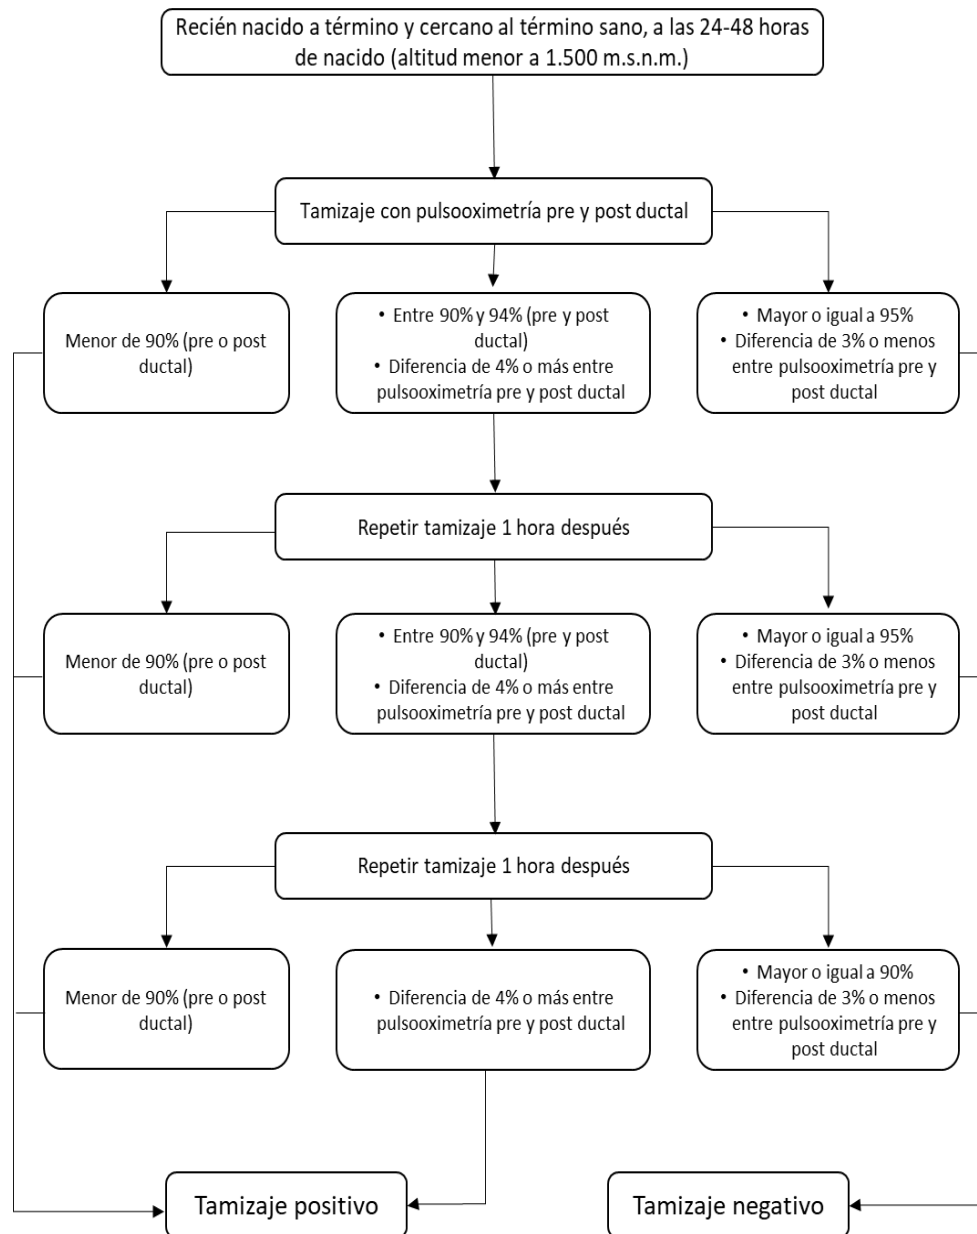 Recién nacido a término y cercano al término sano, a las 24-48 horas
de nacido (altitud menor a 1.500 m.s.n.m.)
Tamizaje con pulsooximetría pre y post ductal
Menor de 90% (pre o post
ductal)
• Entre 90% y 94% (pre y post
ductal)
• Diferencia de 4% o más entre
pulsooximetría pre y post ductal
• Mayor o igual a 95%
• Diferencia de 3% o menos
entre pulsooximetría pre y
post ductal
Repetir tamizaje 1 hora después
Menor de 90% (pre o post
ductal)
• Entre 90% y 94% (pre y post
ductal)
• Diferencia de 4% o más entre
pulsooximetría pre y post ductal
• Mayor o igual a 95%
• Diferencia de 3% o menos
entre pulsooximetría pre y
post ductal
Repetir tamizaje 1 hora después
Menor de 90% (pre o post
ductal)
• Diferencia de 4% o más entre
pulsooximetría pre y post ductal
• Mayor o igual a 90%
• Diferencia de 3% o menos
entre pulsooximetría pre y
post ductal
Tamizaje positivo
Tamizaje negativo